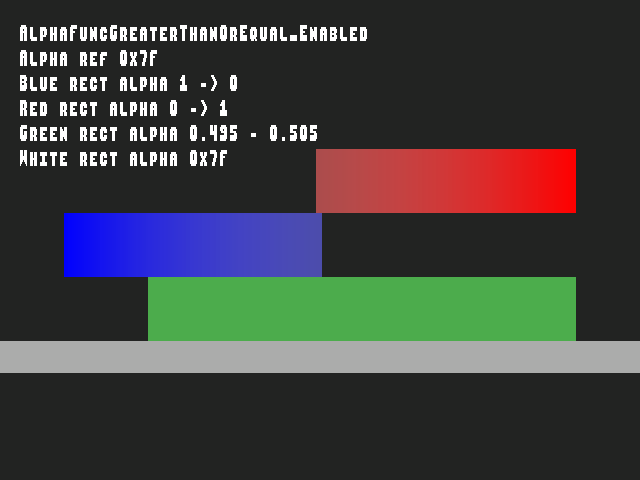 AlphaFuncGreaterThanOrEqual_Enabled
Alpha ref 0x7F
Blue rect alpha 1 -> 0
Red rect alpha 0 -> 1
Green rect alpha 0.495 - 0.505
White rect alpha 0x7F